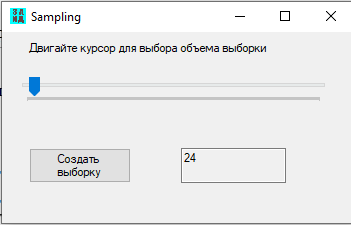 Sampling
Двигайте курсор для выбора объема выборки
Создать
выборку
24